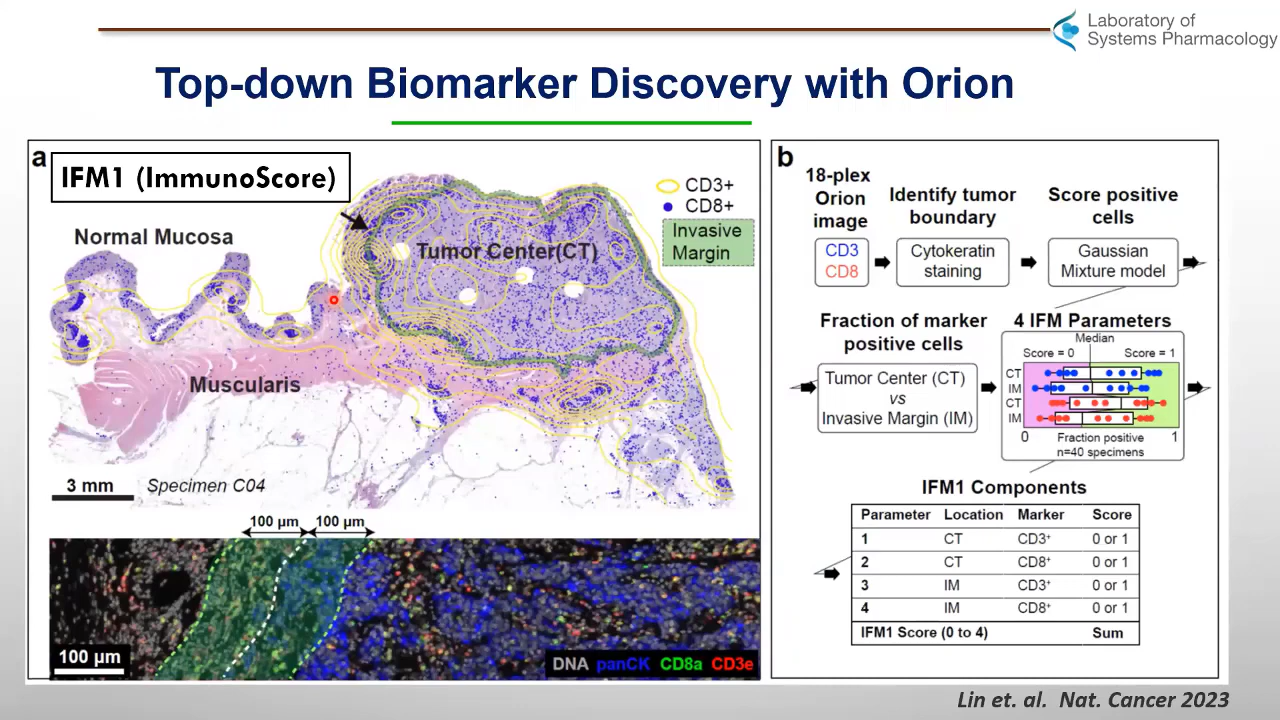 Laboratory of
Systems Pharmacology
Top-down Biomarker Discovery with Orion
a
IFM1 (ImmunoScore)
CD3+
CD8+
Invasive
Margin
Normal Mucosa
Tumor Center(CT)
Muscularis
3 mm
Specimen C04
100 µm
100 µm
100 µm
DNA panCK CD8a CD3e
b
18-plex
Orion
image
CD3
CD8
Identify tumor
boundary
Cytokeratin
staining
Score positive
cells
Gaussian
Mixture model
Fraction of marker
positive cells
Tumor Center (CT)
vs
Invasive Margin (IM)
4 IFM Parameters
Median
Score = 0
Score = 1
CT
IM
CT
IM
0
1
Fraction positive
n=40 specimens
IFM1 Components
Parameter Location Marker Score
1 CT CD3⁺ 0 or 1
2 CT CD8⁺ 0 or 1
3 IM CD3⁺ 0 or 1
4 IM CD8⁺ 0 or 1
IFM1 Score (0 to 4) Sum
Lin et. al. Nat. Cancer 2023